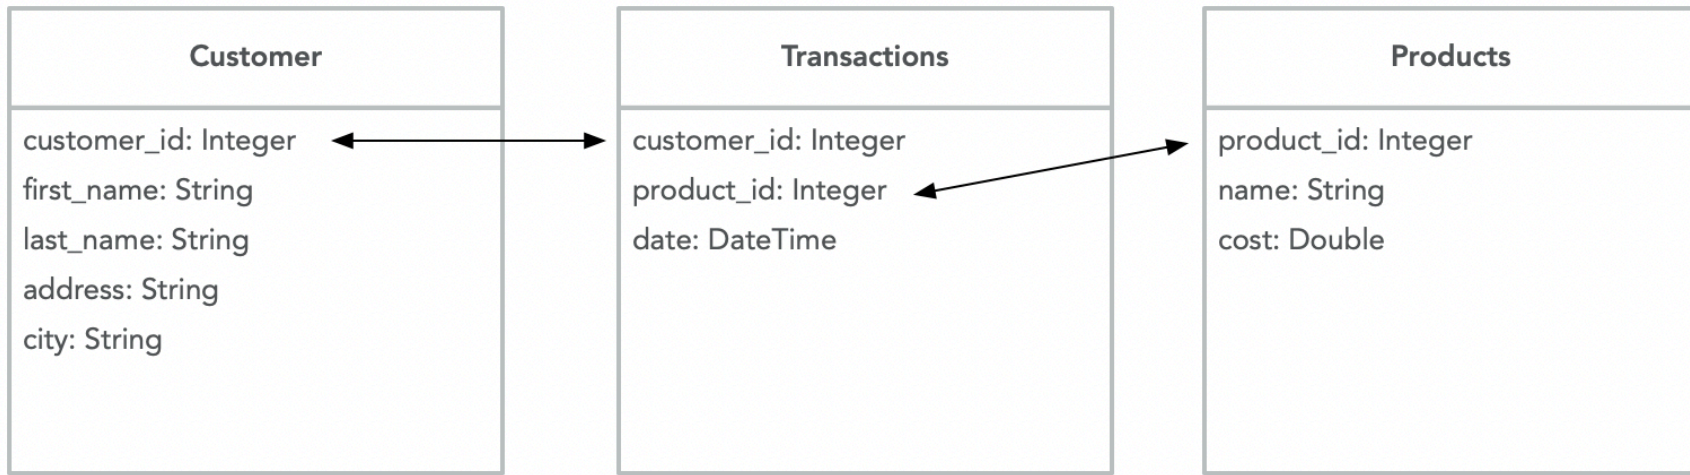 Customer
customer_id: Integer
first_name: String
last_name: String
address: String
city: String
Transactions
customer_id: Integer
product_id: Integer
date: DateTime
Products
product_id: Integer
name: String
cost: Double